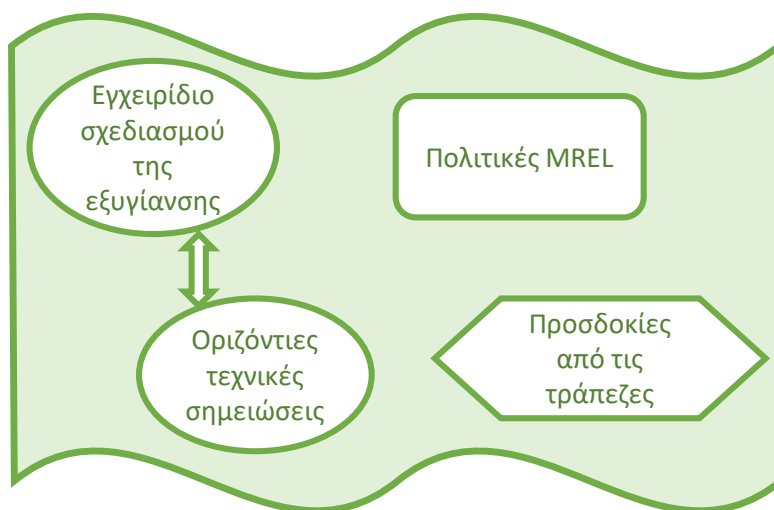 Εγχειρίδιο
σχεδιασμού
της
εξυγίανσης
Πολιτικές MREL
Οριζόντιες
τεχνικές
σημειώσεις
Προσδοκίες
από τις
τράπεζες